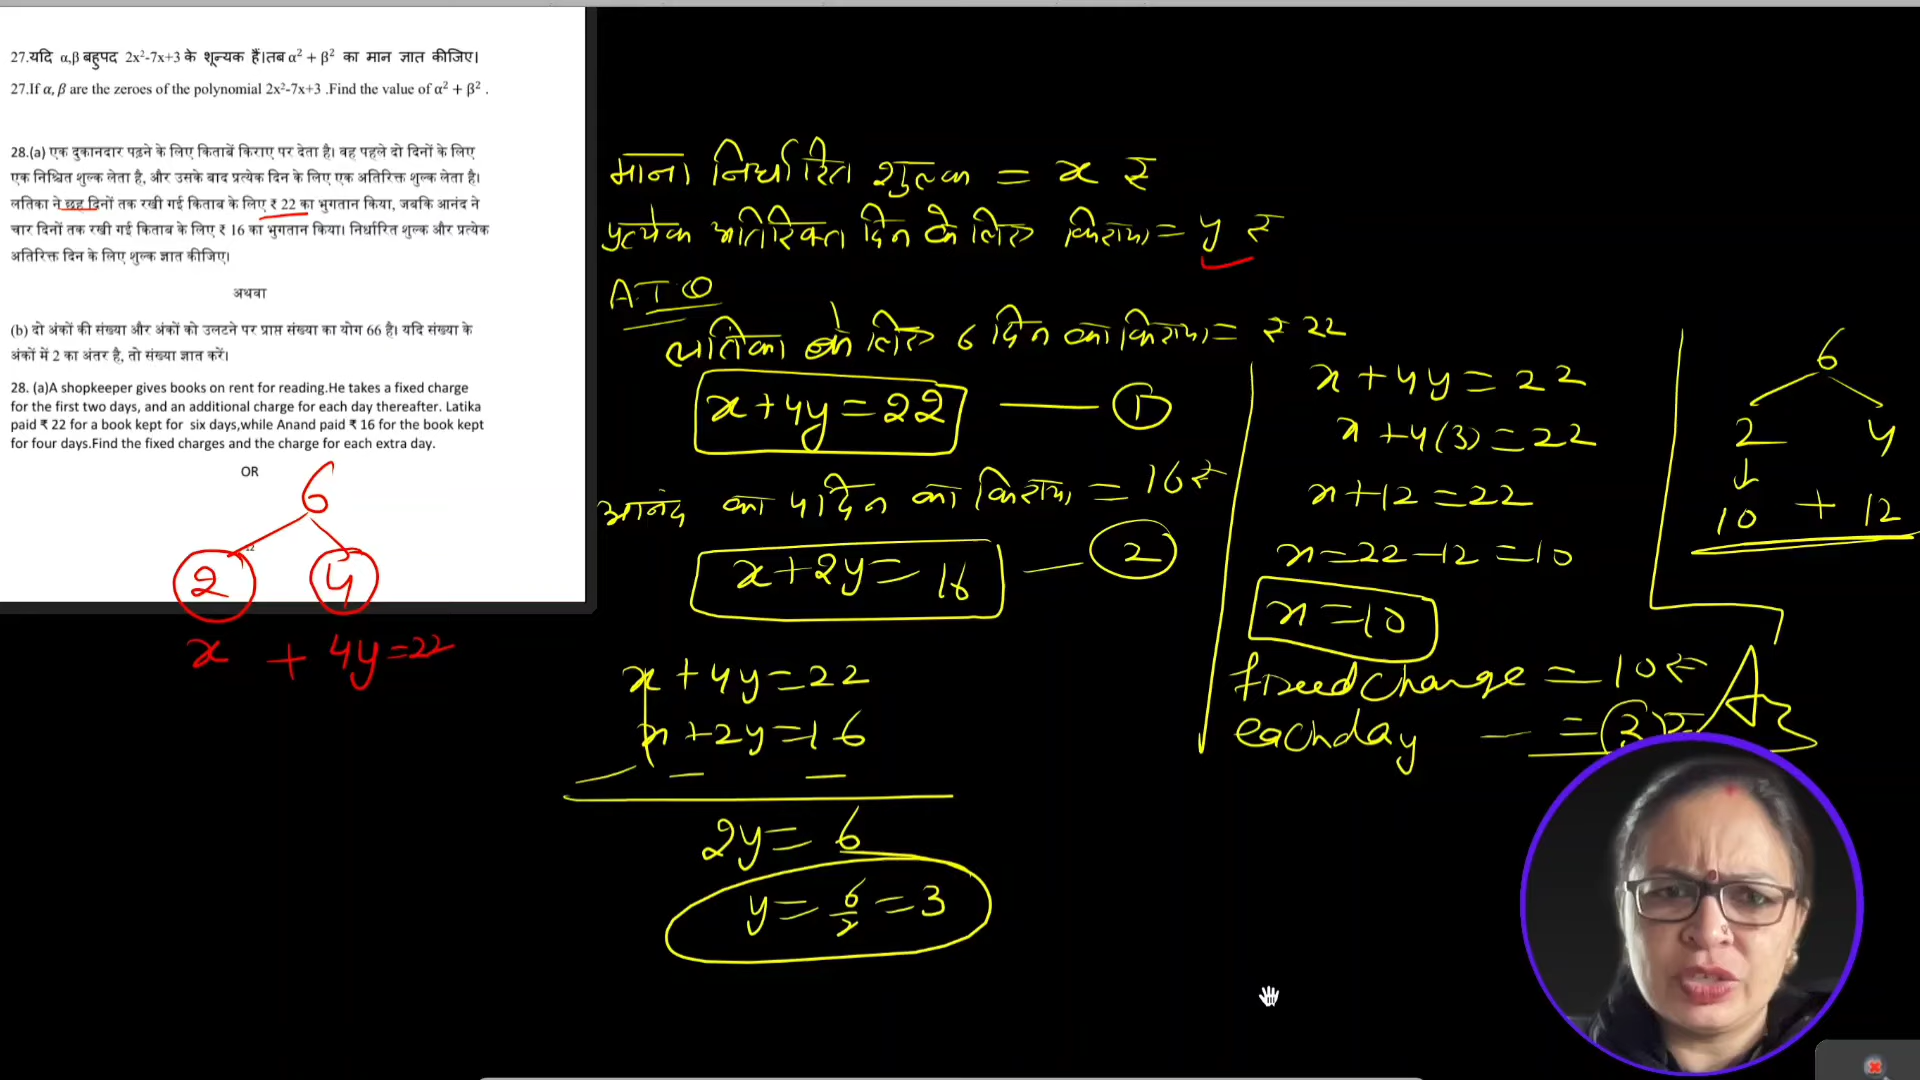 27.यदि α,β बहुपद 2x²-7x+3 के शून्यक हैं।तब α² + β² का मान ज्ञात कीजिए।
27.If α, β are the zeroes of the polynomial 2x²-7x+3 .Find the value of α² + β² .
28.(a) एक दुकानदार पढ़ने के लिए किताबें किराए पर देता है। वह पहले दो दिनों के लिए
एक निश्चित शुल्क लेता है, और उसके बाद प्रत्येक दिन के लिए एक अतिरिक्त शुल्क लेता है।
लतिका ने छह दिनों तक रखी गई किताब के लिए ₹ 22 का भुगतान किया, जबकि आनंद ने
चार दिनों तक रखी गई किताब के लिए ₹ 16 का भुगतान किया। निर्धारित शुल्क और प्रत्येक
अतिरिक्त दिन के लिए शुल्क ज्ञात कीजिए।
अथवा
(b) दो अंकों की संख्या और अंकों को उलटने पर प्राप्त संख्या का योग 66 है। यदि संख्या के
अंकों में 2 का अंतर है, तो संख्या ज्ञात करें।
28. (a)A shopkeeper gives books on rent for reading.He takes a fixed charge
for the first two days, and an additional charge for each day thereafter. Latika
paid ₹ 22 for a book kept for six days,while Anand paid ₹ 16 for the book kept
for four days.Find the fixed charges and the charge for each extra day.
OR
6
2 4
x + 4y=22
माना निर्धारित शुल्क = x ₹
प्रत्येक अतिरिक्त दिन के लिए किराया = y ₹
A T Q
लतिका के लिए 6 दिन का किराया = ₹ 22
x + 4y = 22 — 1
आनंद का 4 दिन का किराया = 16 ₹
x + 2y = 16 — 2
x + 4y = 22
x + 2y = 16
— — —
2y = 6
y = 6/2 = 3
x + 4y = 22
x + 4(3) = 22
x + 12 = 22
x = 22 - 12 = 10
x = 10
fixed charge = 10 ₹
each day — = (3) ₹
A
6
2 4
10 + 12